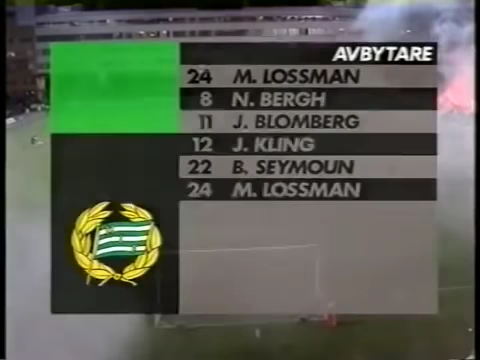 AVBYTARE
24 M. LOSSMAN
8 N. BERGH
11 J. BLOMBERG
12 J. KLING
22 B. SEYMOUN
24 M. LOSSMAN